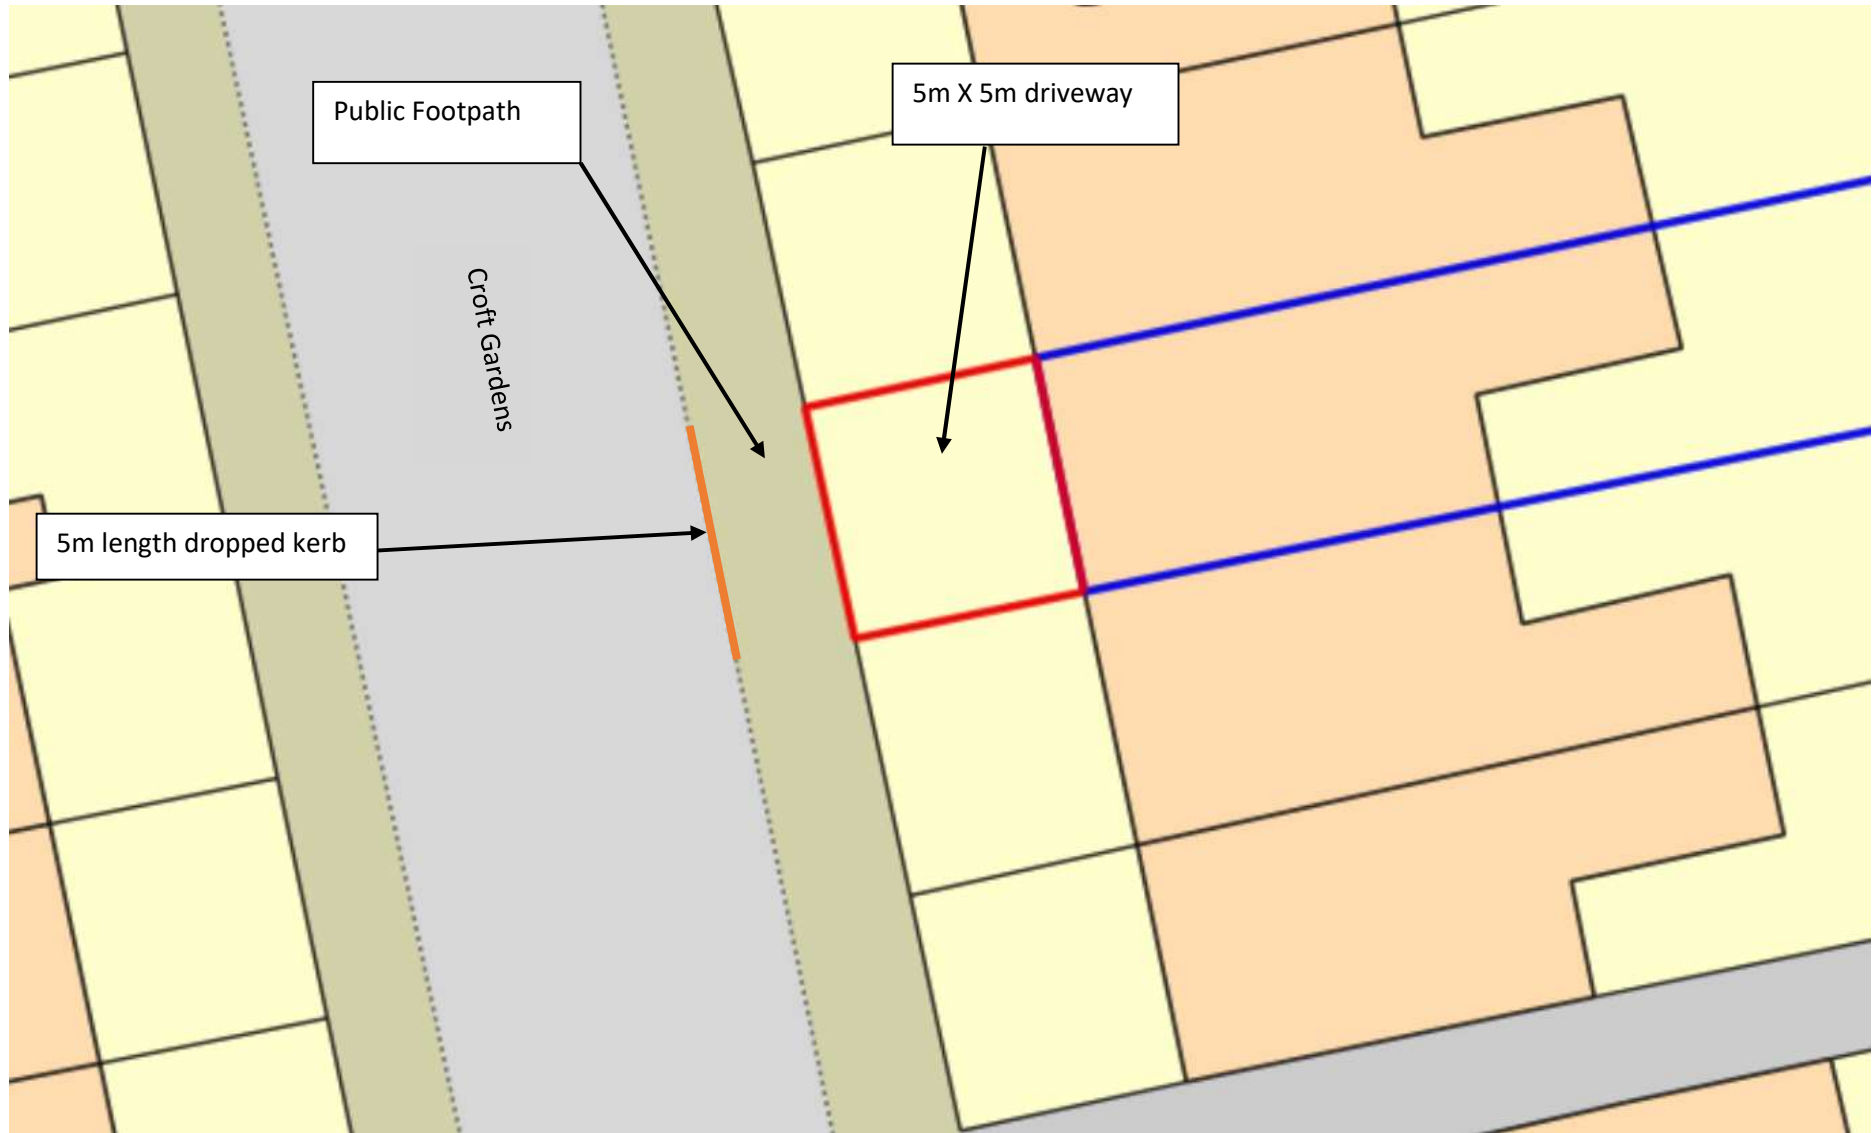 Public Footpath
5m X 5m driveway
Croft Gardens
5m length dropped kerb